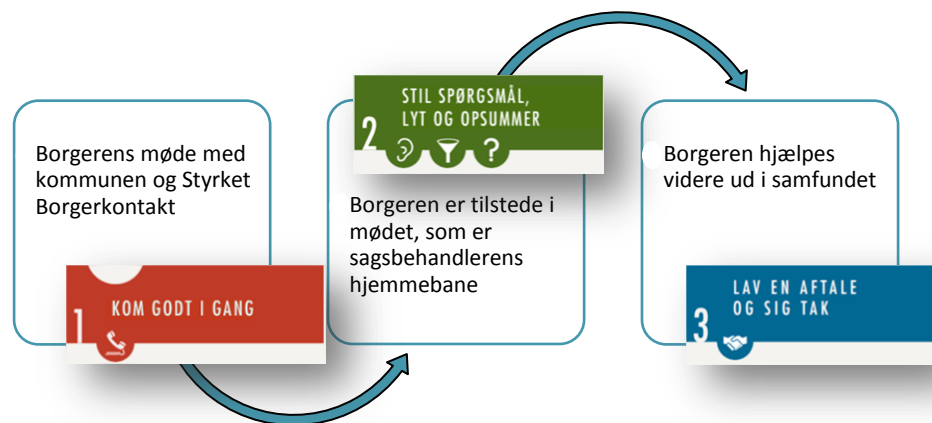 Borgerens møde med
kommunen og Styrket
Borgerkontakt
1
KOM GODT I GANG
2
STIL SPØRGSMÅL,
LYT OG OPSUMMER
?
Borgeren er tilstede i
mødet, som er
sagsbehandlerens
hjemmebane
Borgeren hjælpes
videre ud i samfundet
3
LAV EN AFTALE
OG SIG TAK